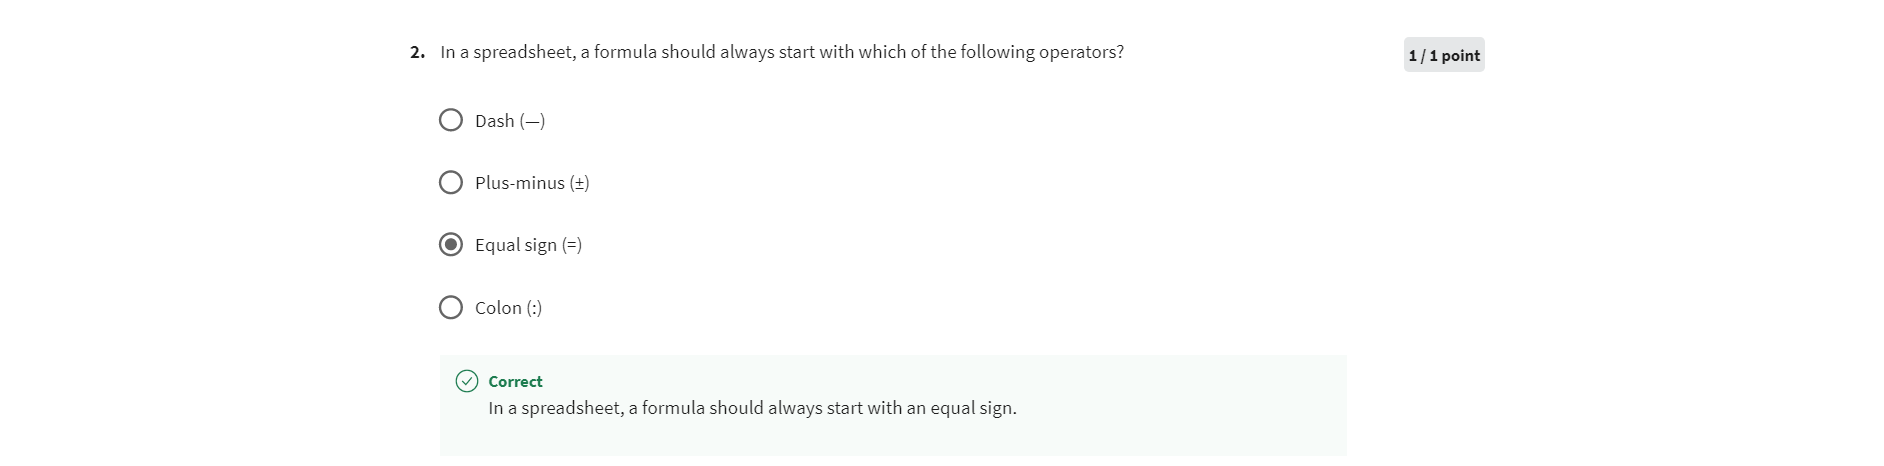 2. In a spreadsheet, a formula should always start with which of the following operators?
1 / 1 point
Dash (—)
Plus-minus (±)
Equal sign (=)
Colon (:)
Correct
In a spreadsheet, a formula should always start with an equal sign.